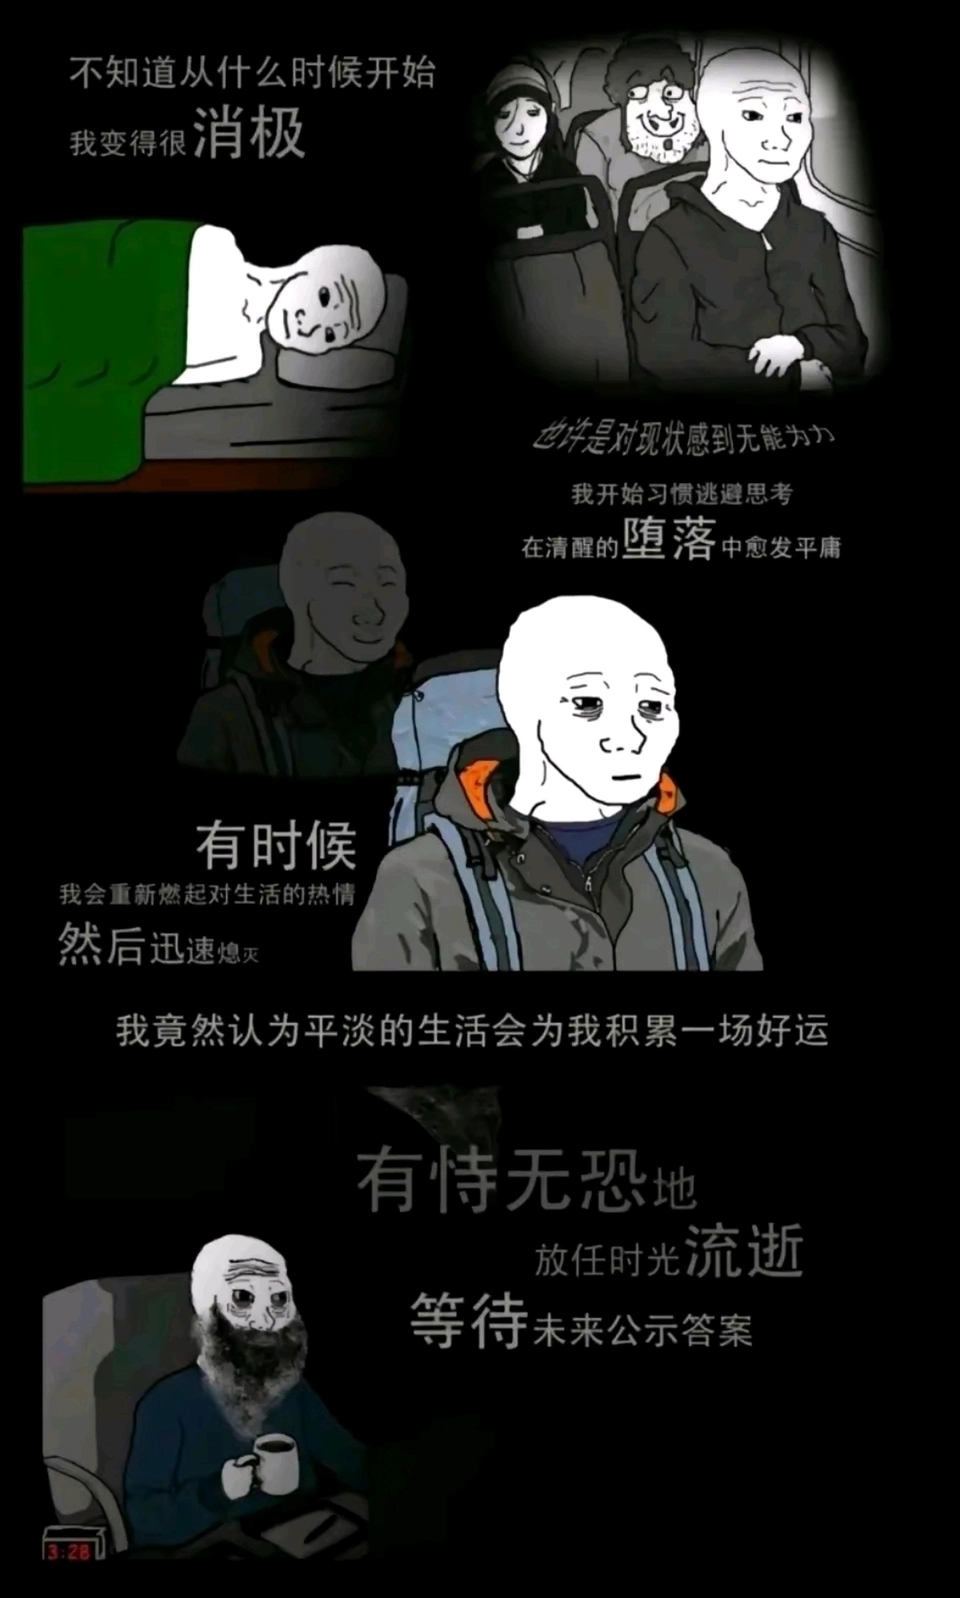 不知道从什么时候开始
我变得很消极
也许是对现状感到无能为力
我开始习惯逃避思考
在清醒的堕落中愈发平庸
有时候
我会重新燃起对生活的热情
然后迅速熄灭
我竟然认为平淡的生活会为我积累一场好运
有恃无恐地
放任时光流逝
等待未来公示答案
3:28